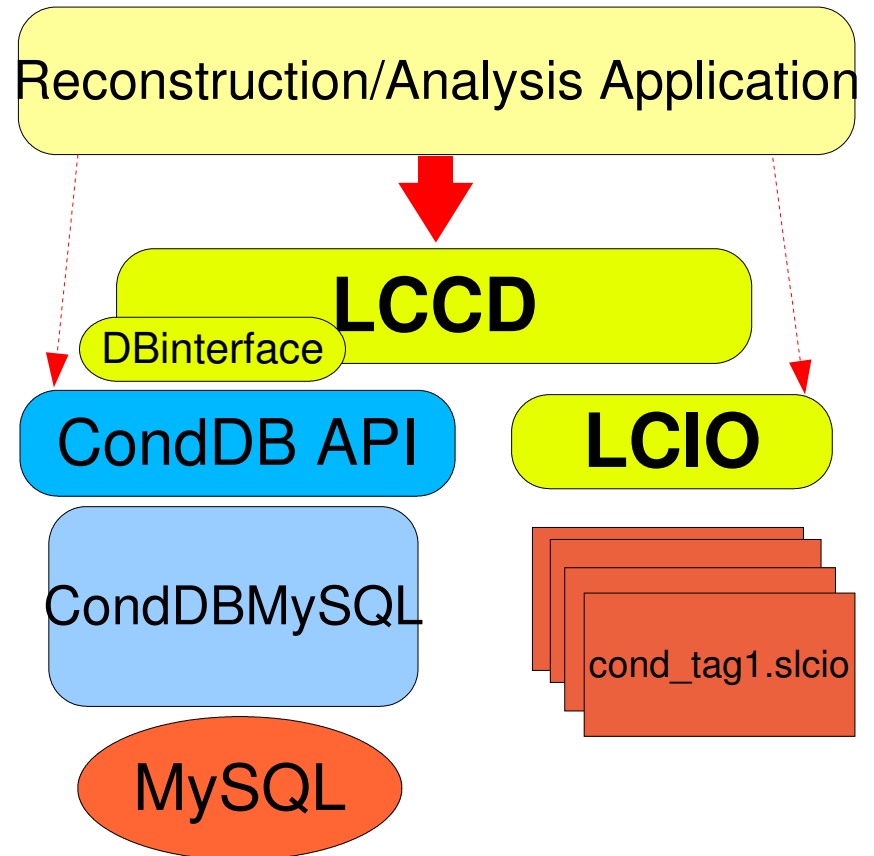 Reconstruction/Analysis Application
LCCD
DBinterface
CondDB API
LCIO
CondDBMySQL
cond_tag1.slcio
MySQL